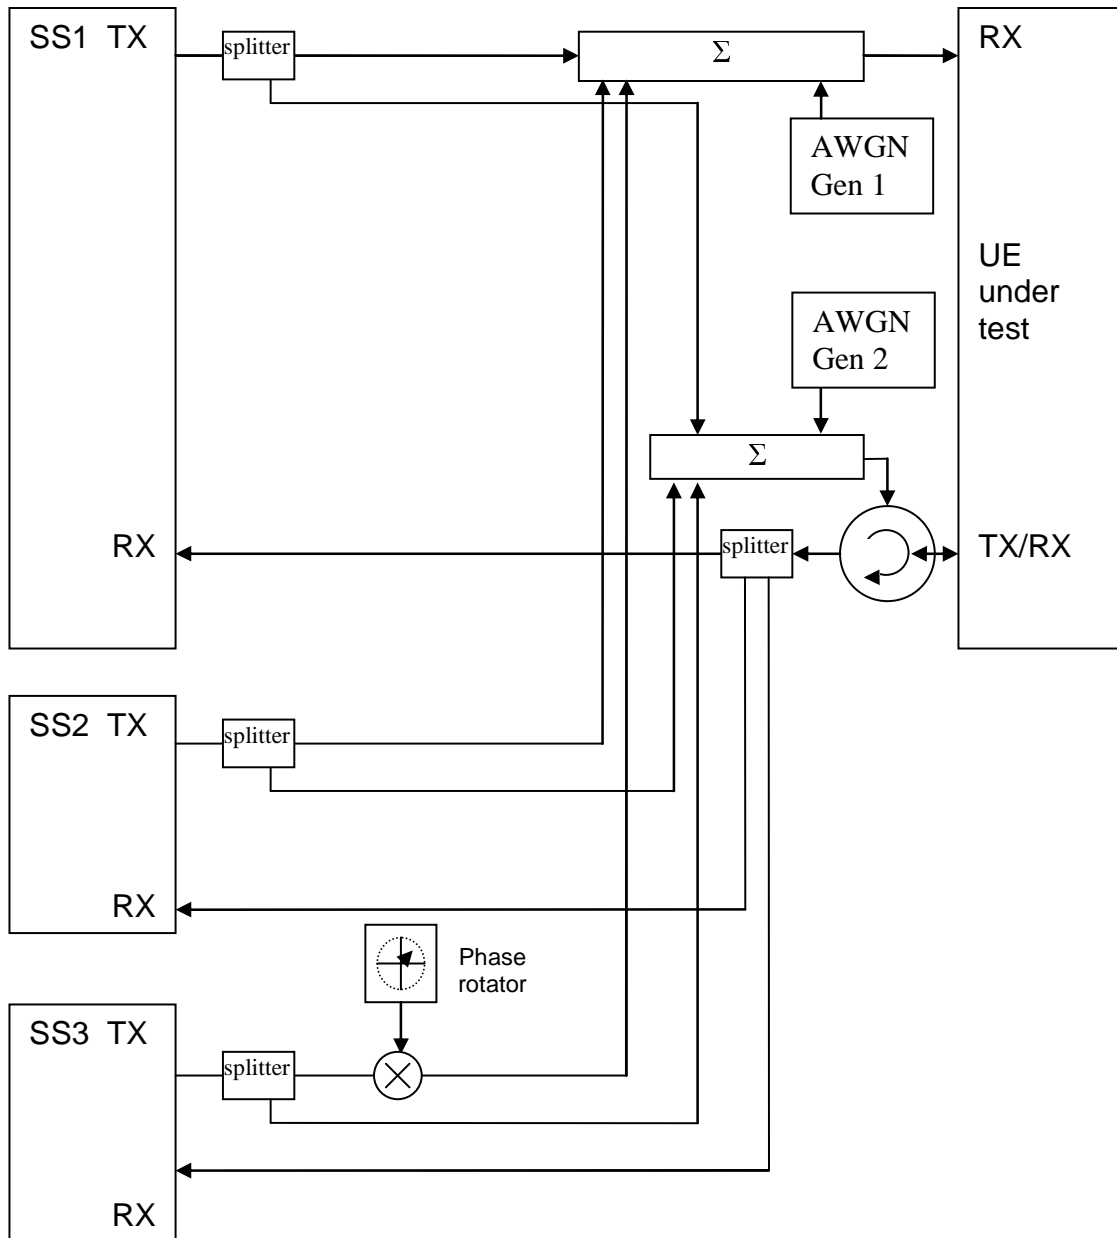 SS1 TX
splitter
Σ
RX
AWGN
Gen 1
UE
under
test
AWGN
Gen 2
Σ
RX
splitter
TX/RX
SS2 TX
splitter
RX
Phase
rotator
SS3 TX
splitter
RX